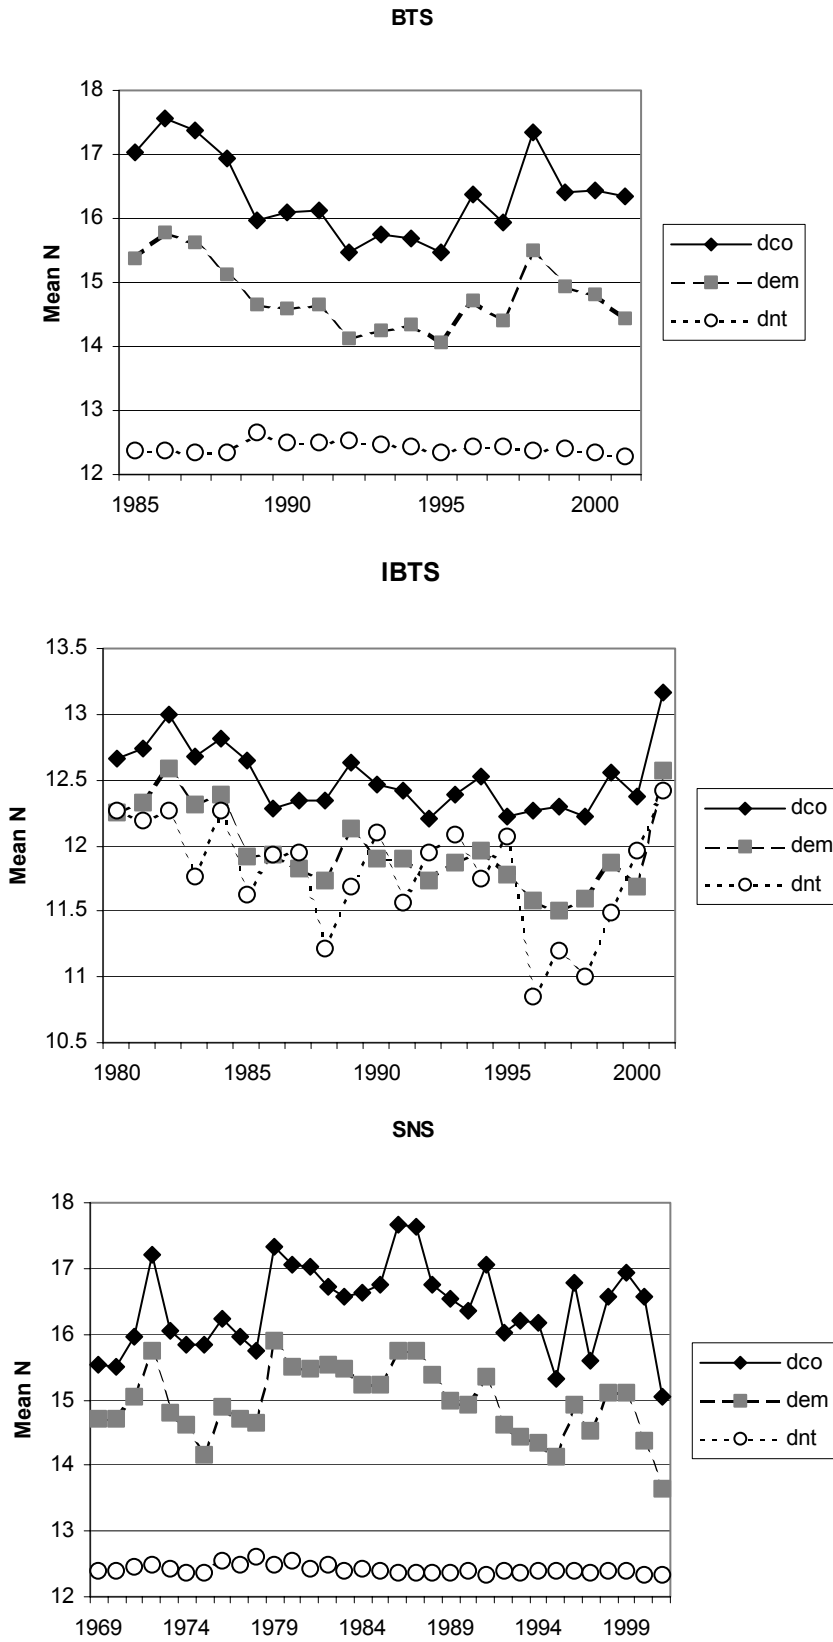 BTS
18
17
16
15
14
13
12
Mean N
1985 1990 1995 2000
dco
dem
dnt
IBTS
13.5
13
12.5
12
11.5
11
10.5
Mean N
1980 1985 1990 1995 2000
dco
dem
dnt
SNS
18
17
16
15
14
13
12
Mean N
1969 1974 1979 1984 1989 1994 1999
dco
dem
dnt